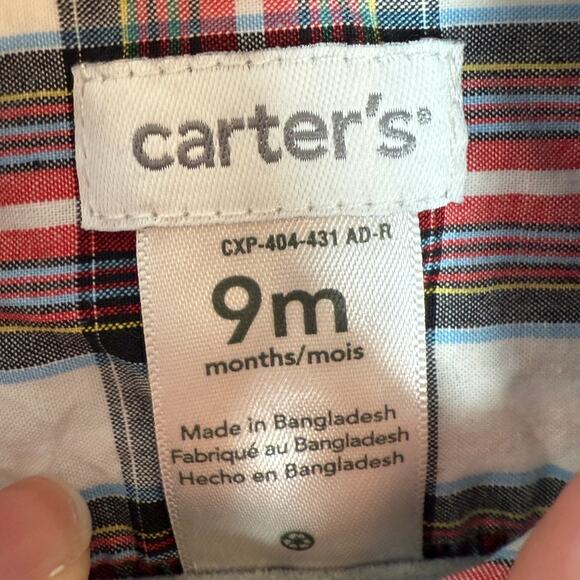 carter's®
CXP-404-431 AD-R
9m
months/mois
Made in Bangladesh
Fabriqué au Bangladesh
Hecho en Bangladesh